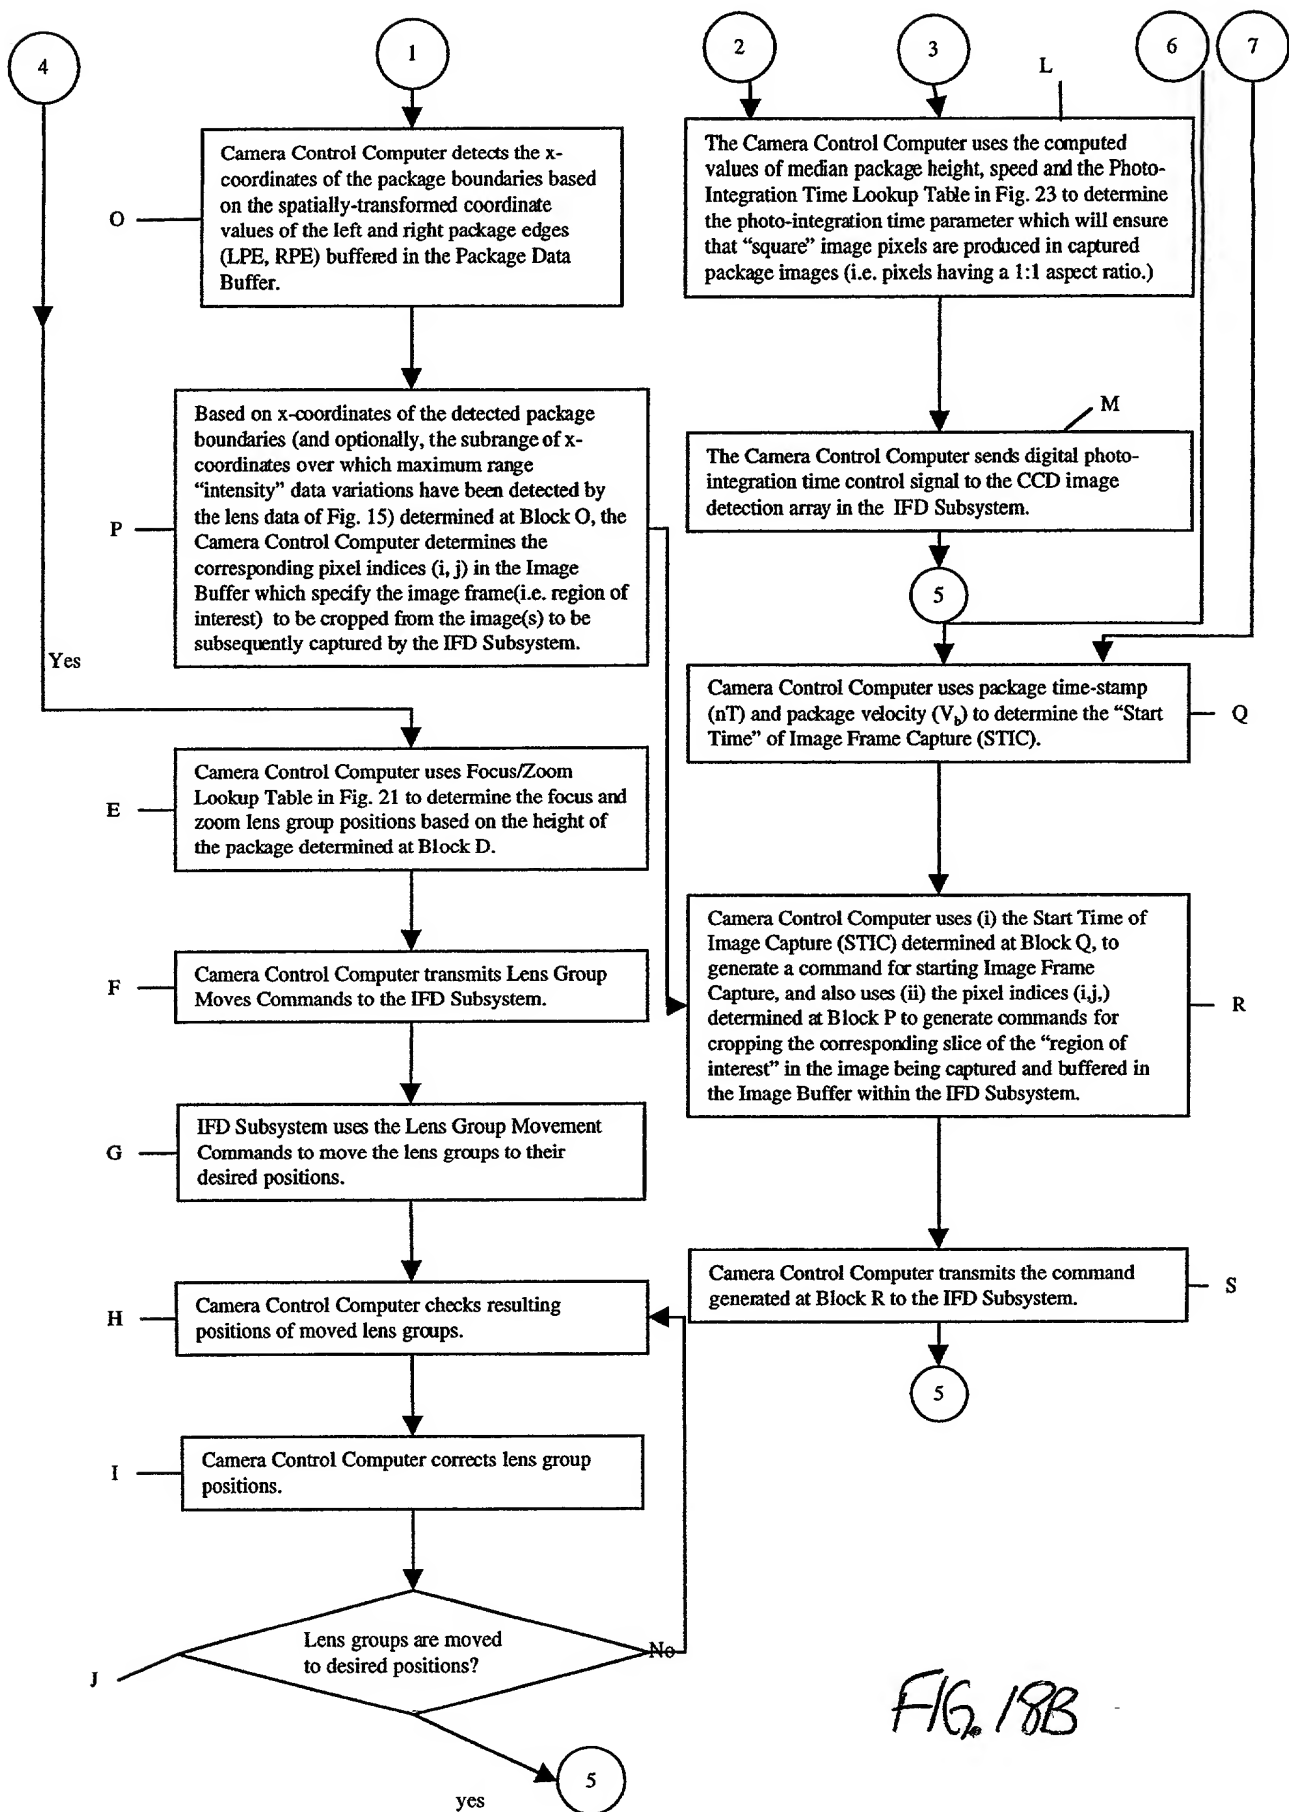 4
1
2
3
6
7
L
Camera Control Computer detects the x-
coordinates of the package boundaries based
on the spatially-transformed coordinate
values of the left and right package edges
(LPE, RPE) buffered in the Package Data
Buffer.
O
The Camera Control Computer uses the computed
values of median package height, speed and the Photo-
Integration Time Lookup Table in Fig. 23 to determine
the photo-integration time parameter which will ensure
that “square” image pixels are produced in captured
package images (i.e. pixels having a 1:1 aspect ratio.)
Based on x-coordinates of the detected package
boundaries (and optionally, the subrange of x-
coordinates over which maximum range
“intensity” data variations have been detected by
the lens data of Fig. 15) determined at Block O, the
Camera Control Computer determines the
corresponding pixel indices (i, j) in the Image
Buffer which specify the image frame(i.e. region of
interest) to be cropped from the image(s) to be
subsequently captured by the IFD Subsystem.
P
M
The Camera Control Computer sends digital photo-
integration time control signal to the CCD image
detection array in the IFD Subsystem.
5
Yes
Camera Control Computer uses package time-stamp
(nT) and package velocity (Vb) to determine the “Start
Time” of Image Frame Capture (STIC).
Q
Camera Control Computer uses Focus/Zoom
Lookup Table in Fig. 21 to determine the focus and
zoom lens group positions based on the height of
the package determined at Block D.
E
Camera Control Computer uses (i) the Start Time of
Image Capture (STIC) determined at Block Q, to
generate a command for starting Image Frame
Capture, and also uses (ii) the pixel indices (i,j,)
determined at Block P to generate commands for
cropping the corresponding slice of the “region of
interest” in the image being captured and buffered in
the Image Buffer within the IFD Subsystem.
R
Camera Control Computer transmits Lens Group
Moves Commands to the IFD Subsystem.
F
IFD Subsystem uses the Lens Group Movement
Commands to move the lens groups to their
desired positions.
G
Camera Control Computer transmits the command
generated at Block R to the IFD Subsystem.
S
5
Camera Control Computer checks resulting
positions of moved lens groups.
H
Camera Control Computer corrects lens group
positions.
I
Lens groups are moved
to desired positions?
No
J
5
yes
FIG. 18B